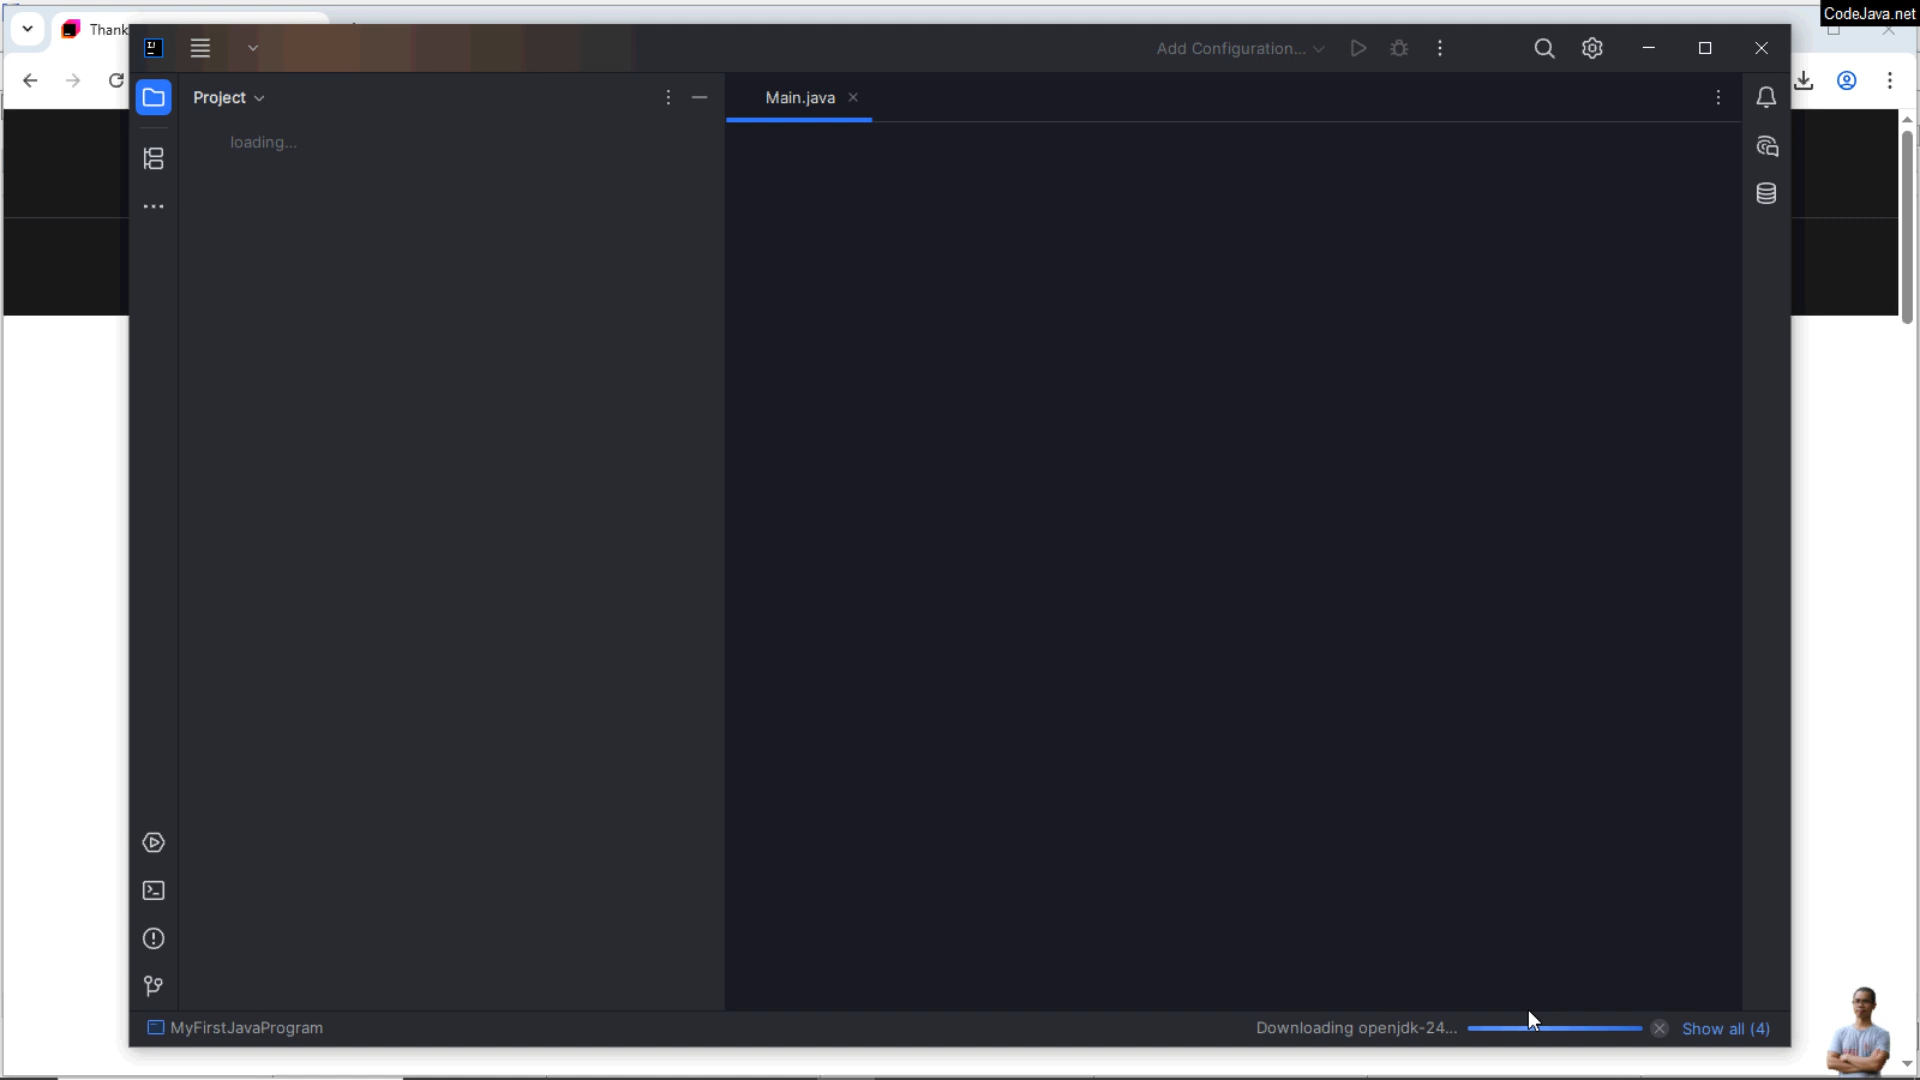 CodeJava.net
Thank
Add Configuration...
Project
Main.java
loading...
MyFirstJavaProgram
Downloading openjdk-24...
Show all (4)